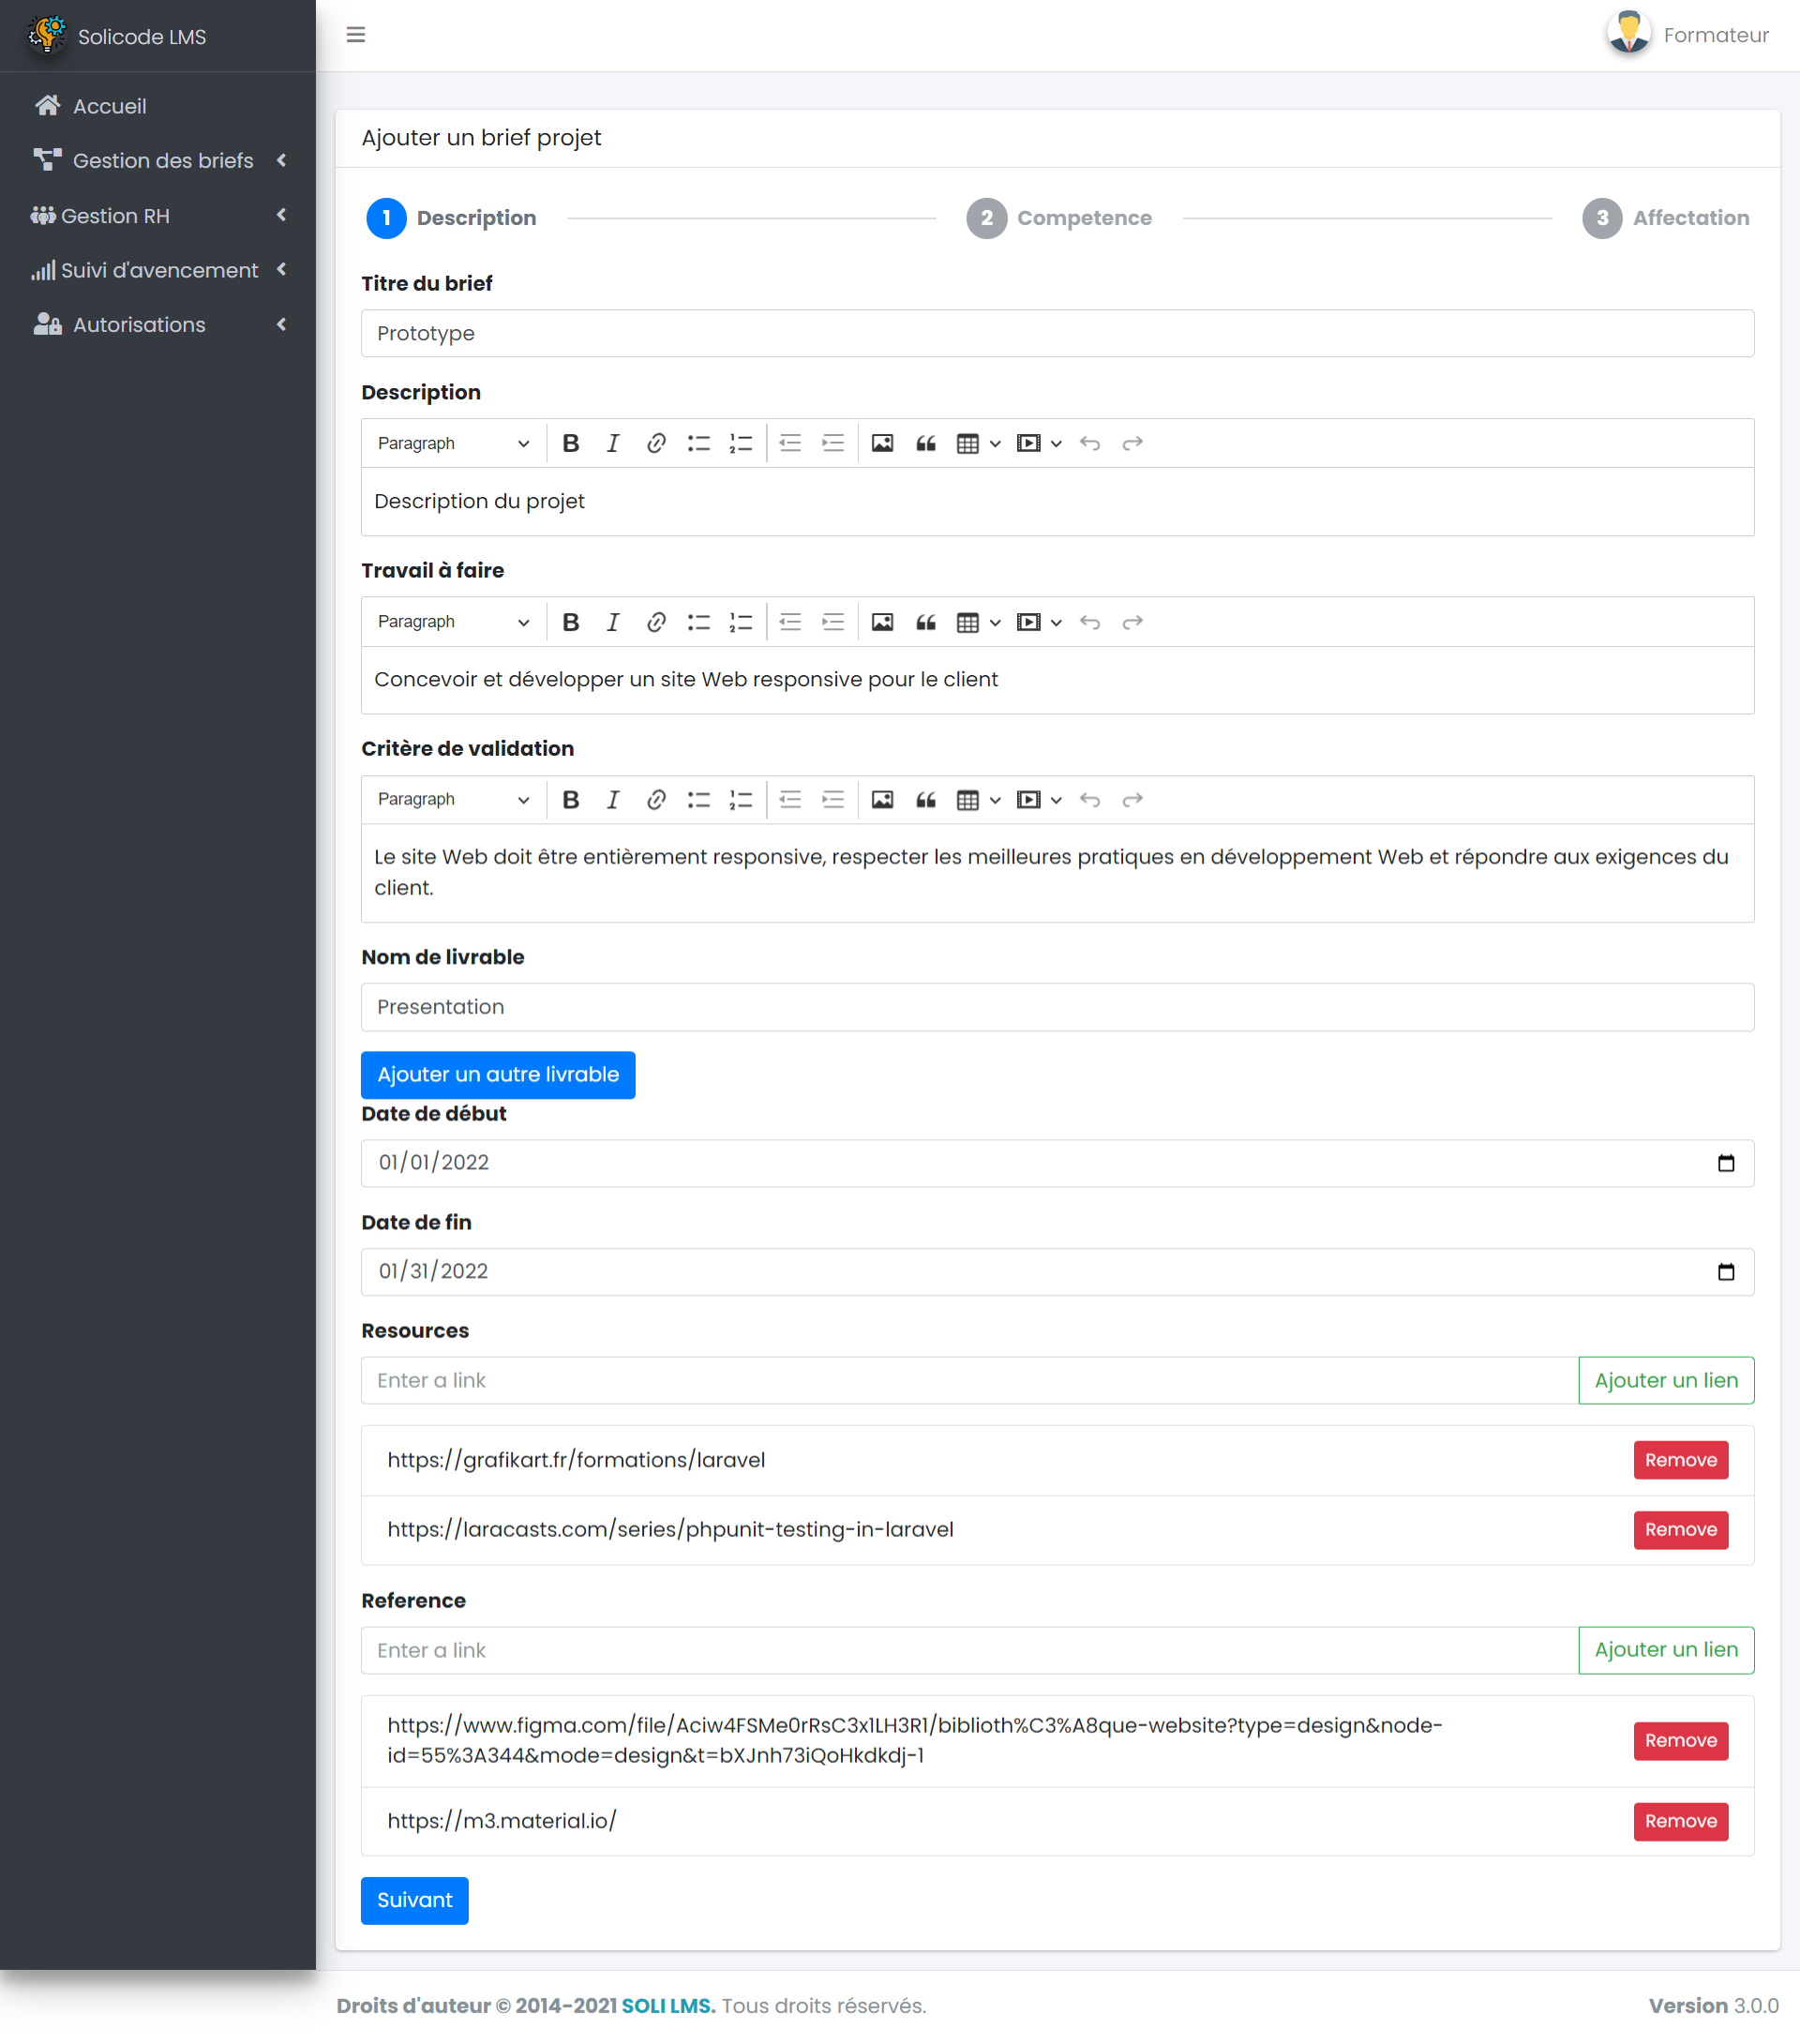 Solicode LMS
Formateur
Accueil
Gestion des briefs
Gestion RH
Suivi d'avencement
Autorisations
Ajouter un brief projet
1 Description
2 Competence
3 Affectation
Titre du brief
Prototype
Description
Paragraph
Description du projet
Travail à faire
Paragraph
Concevoir et développer un site Web responsive pour le client
Critère de validation
Paragraph
Le site Web doit être entièrement responsive, respecter les meilleures pratiques en développement Web et répondre aux exigences du
client.
Nom de livrable
Presentation
Ajouter un autre livrable
Date de début
01/01/2022
Date de fin
01/31/2022
Resources
Enter a link
Ajouter un lien
https://grafikart.fr/formations/laravel
Remove
https://laracasts.com/series/phpunit-testing-in-laravel
Remove
Reference
Enter a link
Ajouter un lien
https://www.figma.com/file/Aciw4FSMe0rRsC3x1LH3R1/biblioth%C3%A8que-website?type=design&node-
id=55%3A344&mode=design&t=bXJnh73iQoHkdkdj-1
Remove
https://m3.material.io/
Remove
Suivant
Droits d'auteur © 2014-2021 SOLI LMS. Tous droits réservés.
Version 3.0.0